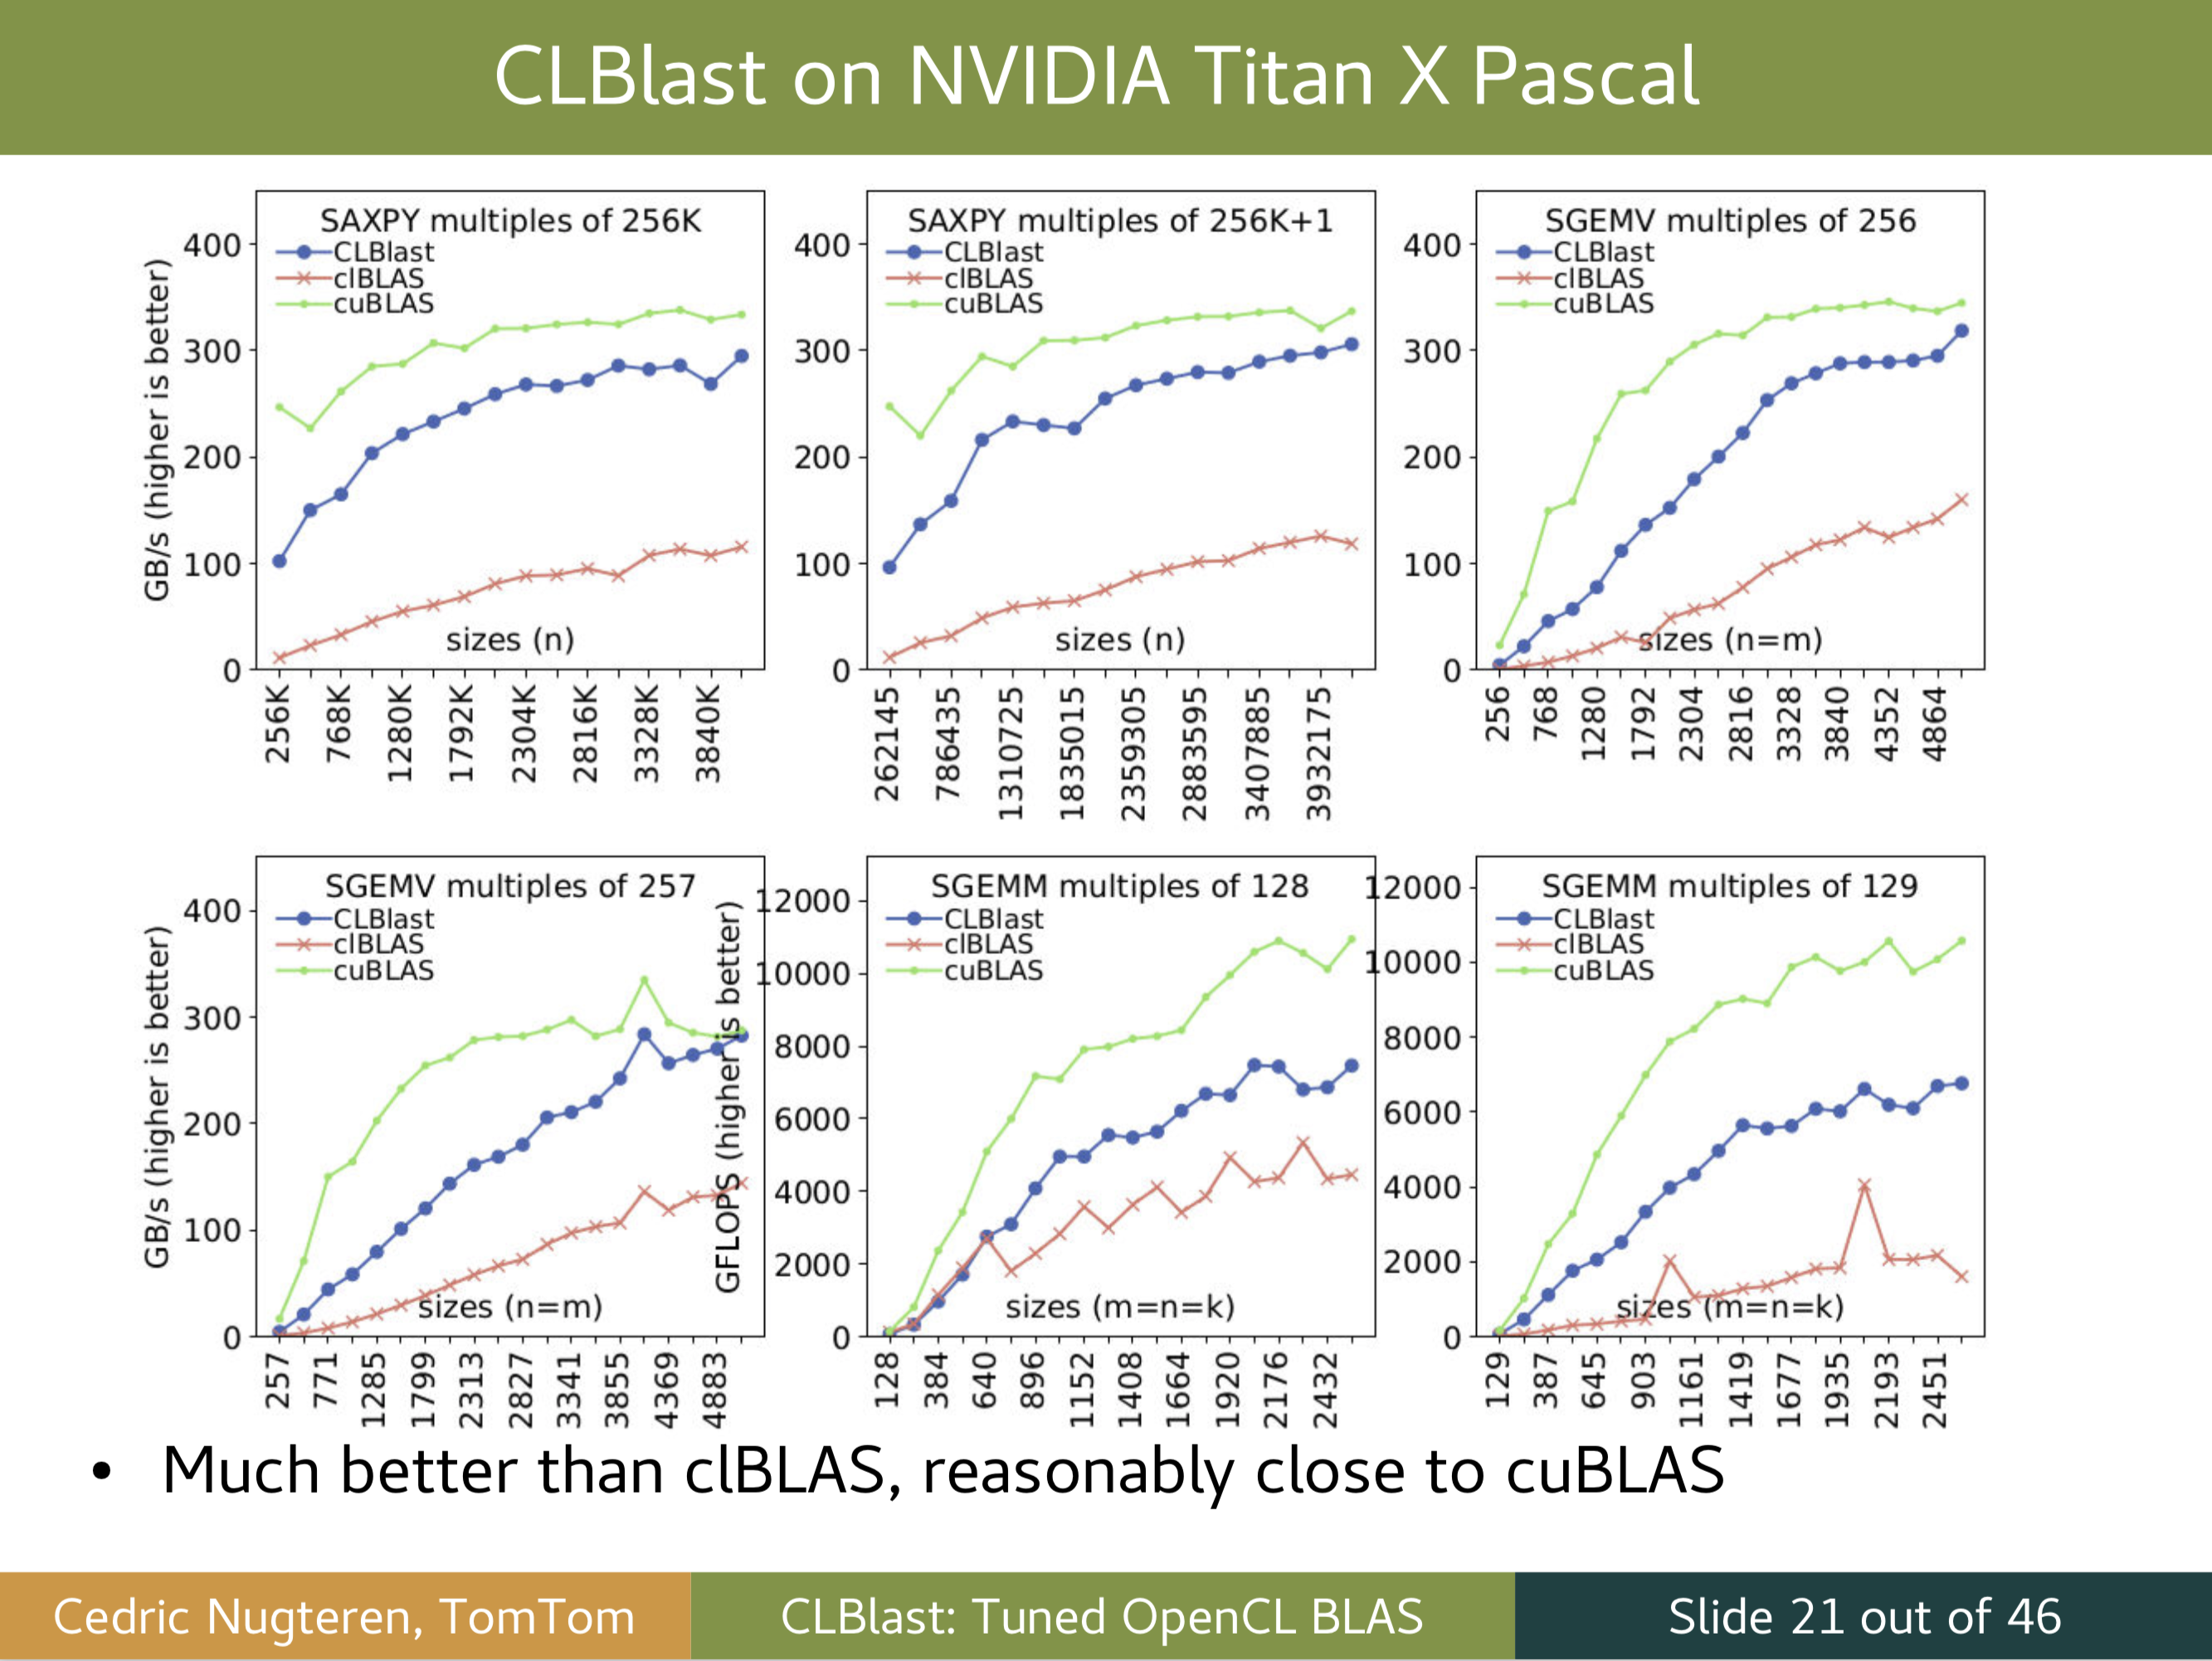 CLBlast on NVIDIA Titan X Pascal
GB/s (higher is better)
SAXPY multiples of 256K
CLBlast
clBLAS
cuBLAS
400
300
200
100
0
sizes (n)
256K
768K
1280K
1792K
2304K
2816K
3328K
3840K
SAXPY multiples of 256K+1
CLBlast
clBLAS
cuBLAS
400
300
200
100
0
sizes (n)
262145
786435
1310725
1835015
2359305
2883595
3407885
3932175
SGEMV multiples of 256
CLBlast
clBLAS
cuBLAS
400
300
200
100
0
sizes (n=m)
256
768
1280
1792
2304
2816
3328
3840
4352
4864
GB/s (higher is better)
SGEMV multiples of 257
CLBlast
clBLAS
cuBLAS
400
300
200
100
0
sizes (n=m)
257
771
1285
1799
2313
2827
3341
3855
4369
4883
GFLOPS (higher is better)
SGEMM multiples of 128
CLBlast
clBLAS
cuBLAS
12000
10000
8000
6000
4000
2000
0
sizes (m=n=k)
128
384
640
896
1152
1408
1664
1920
2176
2432
SGEMM multiples of 129
CLBlast
clBLAS
cuBLAS
12000
10000
8000
6000
4000
2000
0
sizes (m=n=k)
129
387
645
903
1161
1419
1677
1935
2193
2451
• Much better than clBLAS, reasonably close to cuBLAS
Cedric Nugteren, TomTom
CLBlast: Tuned OpenCL BLAS
Slide 21 out of 46